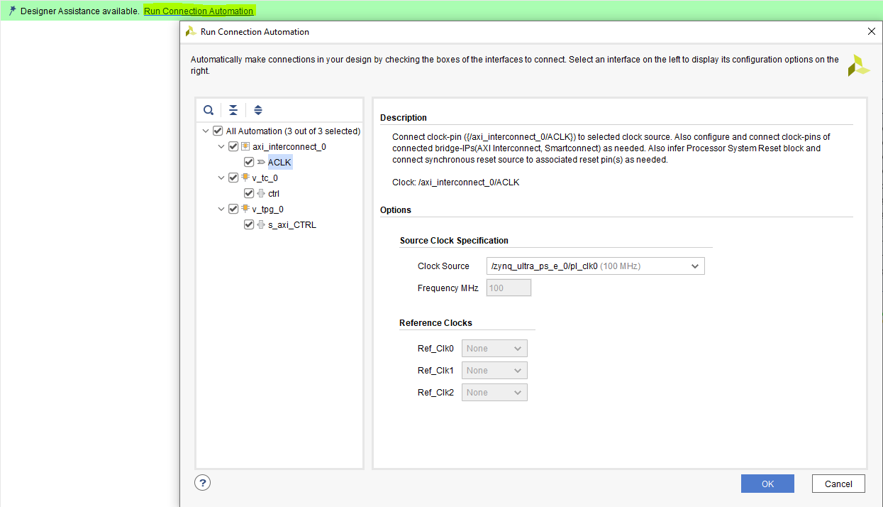 Designer Assistance available. Run Connection Automation
Run Connection Automation
Automatically make connections in your design by checking the boxes of the interfaces to connect. Select an interface on the left to display its configuration options on the
right.
All Automation (3 out of 3 selected)
axi_interconnect_0
ACLK
v_tc_0
ctrl
v_tpg_0
s_axi_CTRL
Description
Connect clock-pin ({/axi_interconnect_0/ACLK}) to selected clock source. Also configure and connect clock-pins of
connected bridge-IPs(AXI Interconnect, Smartconnect) as needed. Also infer Processor System Reset block and
connect synchronous reset source to associated reset pin(s) as needed.
Clock: /axi_interconnect_0/ACLK
Options
Source Clock Specification
Clock Source /zynq_ultra_ps_e_0/pl_clk0 (100 MHz)
Frequency MHz 100
Reference Clocks
Ref_Clk0 None
Ref_Clk1 None
Ref_Clk2 None
? OK Cancel